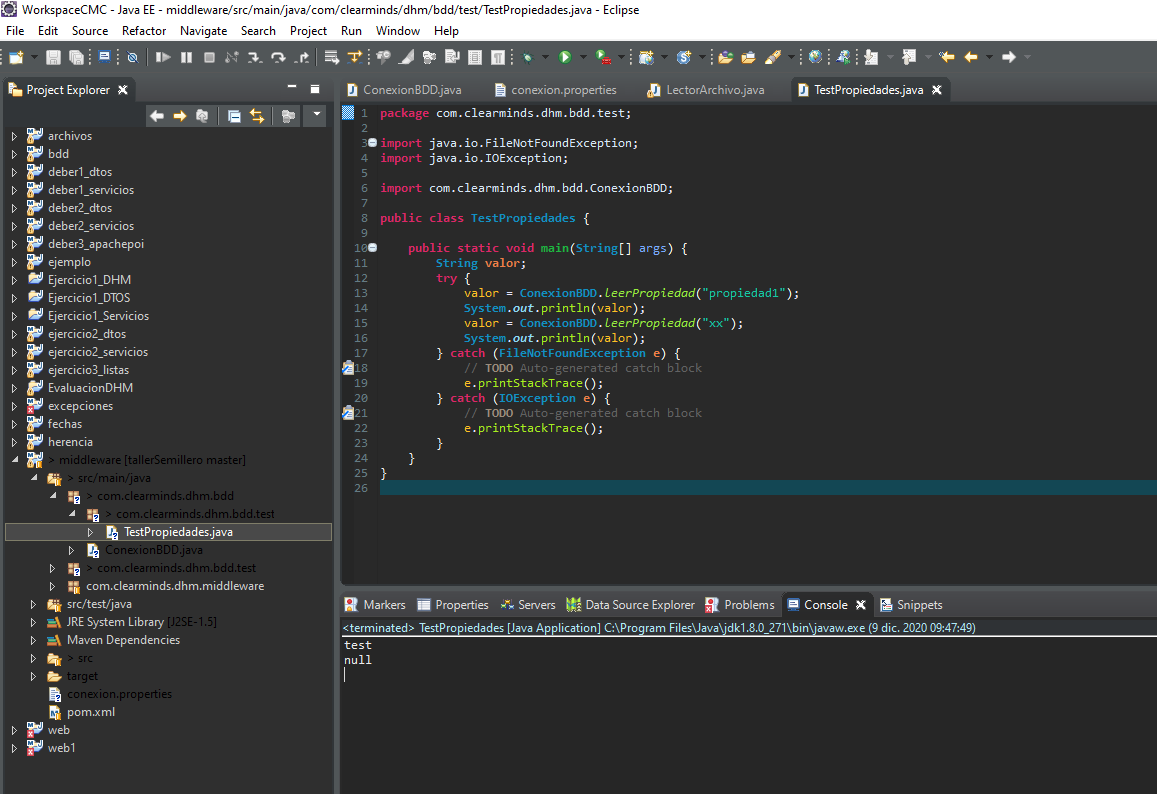 WorkspaceCMC - Java EE - middleware/src/main/java/com/clearminds/dhm/bdd/test/TestPropiedades.java - Eclipse
File Edit Source Refactor Navigate Search Project Run Window Help
Project Explorer
archivos
bdd
deber1_dtos
deber1_servicios
deber2_dtos
deber2_servicios
deber3_apachepoi
ejemplo
Ejercicio1_DHM
Ejercicio1_DTOS
Ejercicio1_Servicios
ejercicio2_dtos
ejercicio2_servicios
ejercicio3_listas
EvaluacionDHM
excepciones
fechas
herencia
> middleware [tallerSemillero master]
> src/main/java
> com.clearminds.dhm.bdd
> com.clearminds.dhm.bdd.test
TestPropiedades.java
ConexionBDD.java
> com.clearminds.dhm.bdd.test
com.clearminds.dhm.middleware
src/test/java
JRE System Library [J2SE-1.5]
Maven Dependencies
> src
target
conexion.properties
pom.xml
web
web1
ConexionBDD.java conexion.properties LectorArchivo.java TestPropiedades.java
1 package com.clearminds.dhm.bdd.test;
2
3 import java.io.FileNotFoundException;
4 import java.io.IOException;
5
6 import com.clearminds.dhm.bdd.ConexionBDD;
7
8 public class TestPropiedades {
9
10 public static void main(String[] args) {
11 String valor;
12 try {
13 valor = ConexionBDD.leerPropiedad("propiedad1");
14 System.out.println(valor);
15 valor = ConexionBDD.leerPropiedad("xx");
16 System.out.println(valor);
17 } catch (FileNotFoundException e) {
18 // TODO Auto-generated catch block
19 e.printStackTrace();
20 } catch (IOException e) {
21 // TODO Auto-generated catch block
22 e.printStackTrace();
23 }
24 }
25 }
26
Markers Properties Servers Data Source Explorer Problems Console Snippets
<terminated> TestPropiedades [Java Application] C:\Program Files\Java\jdk1.8.0_271\bin\javaw.exe (9 dic. 2020 09:47:49)
test
null